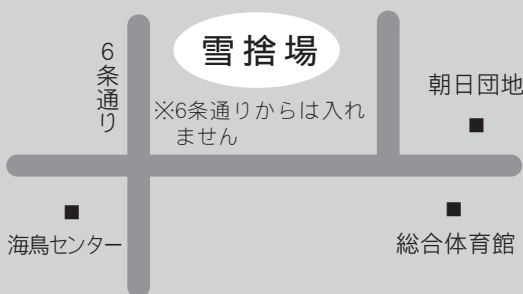 6条通り
雪捨場
※6条通りからは入れ
ません
朝日団地
海鳥センター
総合体育館